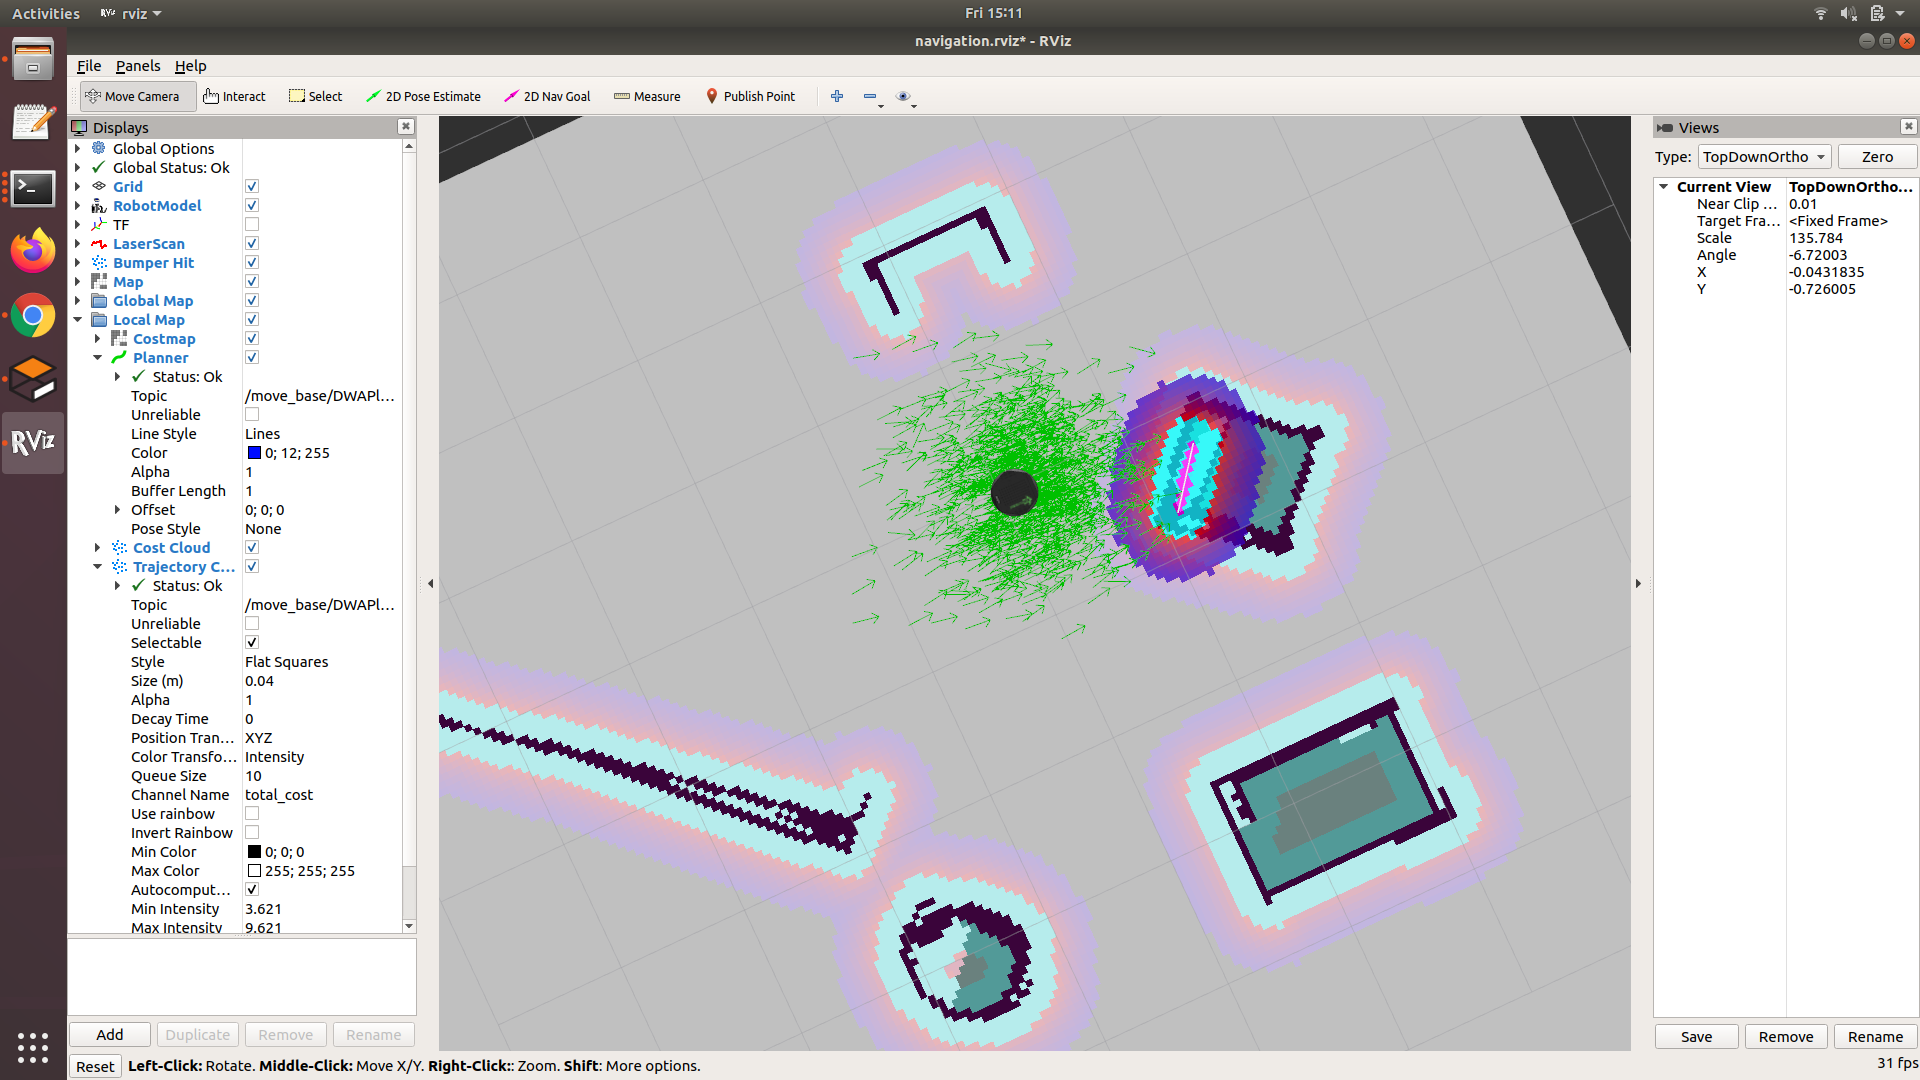 Activities RViz rviz Fri 15:11
navigation.rviz* - RViz
File Panels Help
Move Camera Interact Select 2D Pose Estimate 2D Nav Goal Measure Publish Point
Displays
Global Options
Global Status: Ok
Grid
RobotModel
TF
LaserScan
Bumper Hit
Map
Global Map
Local Map
Costmap
Planner
Status: Ok
Topic /move_base/DWAPl...
Unreliable
Line Style Lines
Color 0; 12; 255
Alpha 1
Buffer Length 1
Offset 0; 0; 0
Pose Style None
Cost Cloud
Trajectory C...
Status: Ok
Topic /move_base/DWAPl...
Unreliable
Selectable
Style Flat Squares
Size (m) 0.04
Alpha 1
Decay Time 0
Position Tran... XYZ
Color Transfo... Intensity
Queue Size 10
Channel Name total_cost
Use rainbow
Invert Rainbow
Min Color 0; 0; 0
Max Color 255; 255; 255
Autocomput...
Min Intensity 3.621
Max Intensity 9.621
Add Duplicate Remove Rename
Reset Left-Click: Rotate. Middle-Click: Move X/Y. Right-Click:: Zoom. Shift: More options.
RViz
Views
Type: TopDownOrtho Zero
Current View TopDownOrtho...
Near Clip ... 0.01
Target Fra... <Fixed Frame>
Scale 135.784
Angle -6.72003
X -0.0431835
Y -0.726005
Save Remove Rename
31 fps